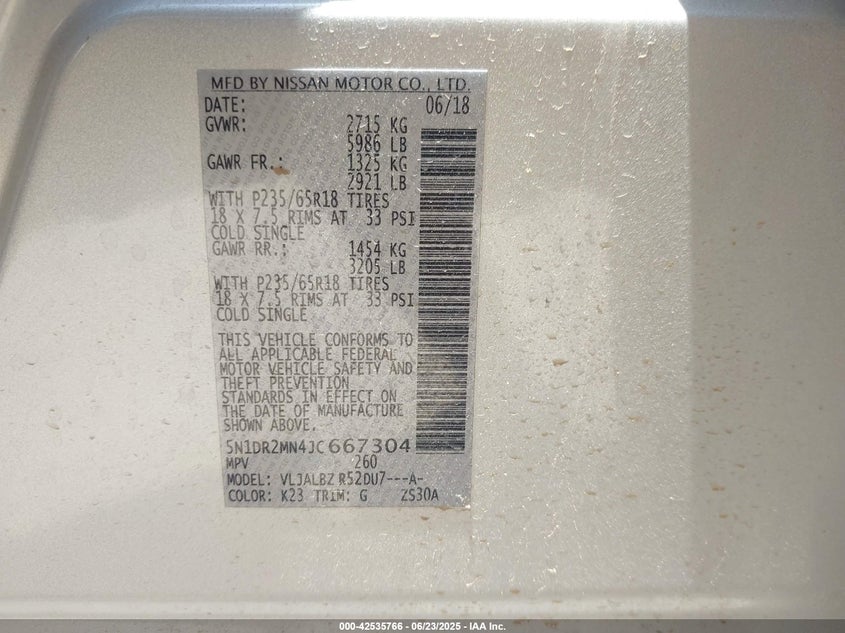 MFD BY NISSAN MOTOR CO., LTD.
DATE: 06/18
GVWR: 2715 KG
5986 LB
GAWR FR.: 1325 KG
2921 LB
WITH P235/65R18 TIRES
18 X 7.5 RIMS AT 33 PSI
COLD SINGLE
GAWR RR.: 1454 KG
3205 LB
WITH P235/65R18 TIRES
18 X 7.5 RIMS AT 33 PSI
COLD SINGLE
THIS VEHICLE CONFORMS TO
ALL APPLICABLE FEDERAL
MOTOR VEHICLE SAFETY AND
THEFT PREVENTION
STANDARDS IN EFFECT ON
THE DATE OF MANUFACTURE
SHOWN ABOVE.
5N1DR2MN4JC667304
MPV 260
MODEL: VLJALBZ R52DU7---A-
COLOR: K23 TRIM: G ZS30A
000-42535766 - 06/23/2025 - IAA Inc.